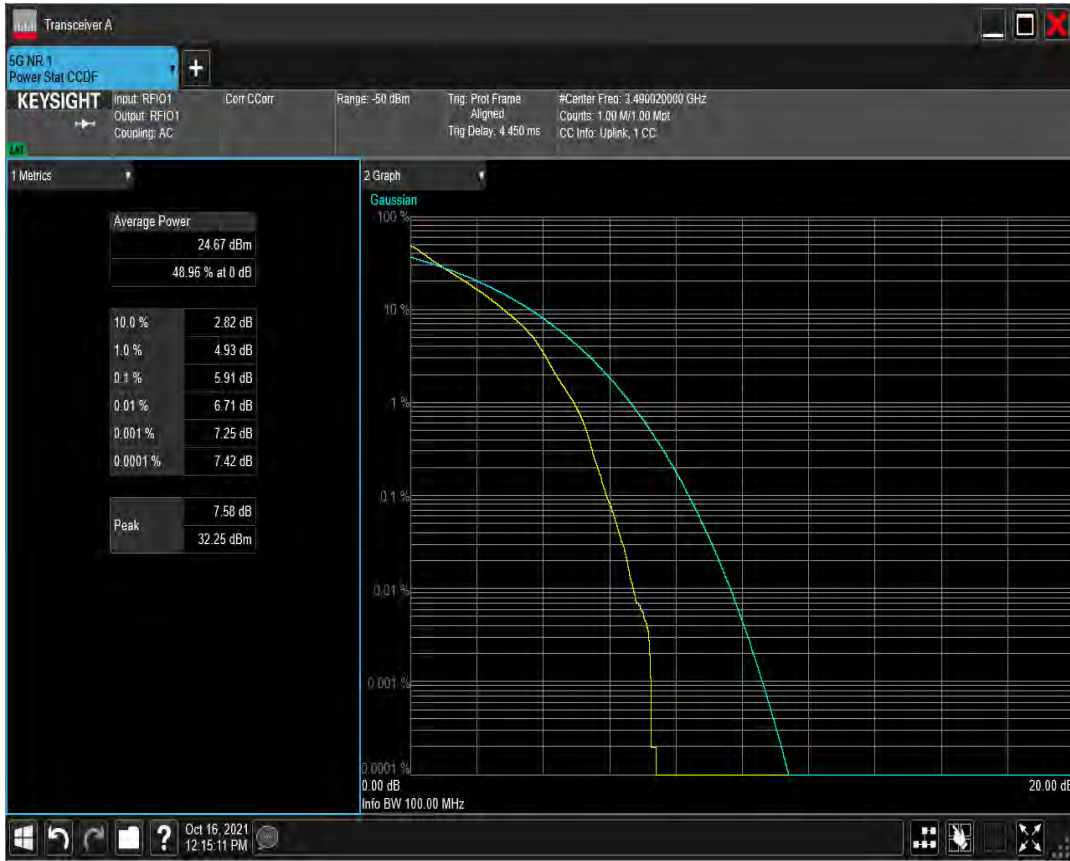 Transceiver A
5G NR 1
Power Stat CCDF
+
KEYSIGHT
Input: RFIO1
Output: RFIO1
Coupling: AC
Corr CCorr
Range: -50 dBm
Trig: Prot Frame
Aligned
Trig Delay: 4.450 ms
#Center Freq: 3.490020000 GHz
Counts: 1.00 M/1.00 Mpt
CC Info: Uplink, 1 CC
1 Metrics
Average Power
24.67 dBm
48.96 % at 0 dB
10.0 % 2.82 dB
1.0 % 4.93 dB
0.1 % 5.91 dB
0.01 % 6.71 dB
0.001 % 7.25 dB
0.0001 % 7.42 dB
Peak 7.58 dB
32.25 dBm
2 Graph
Gaussian
100 %
10 %
1 %
0.1 %
0.01 %
0.001 %
0.0001 %
0.00 dB 20.00 dB
Info BW 100.00 MHz
? Oct 16, 2021
12:15:11 PM